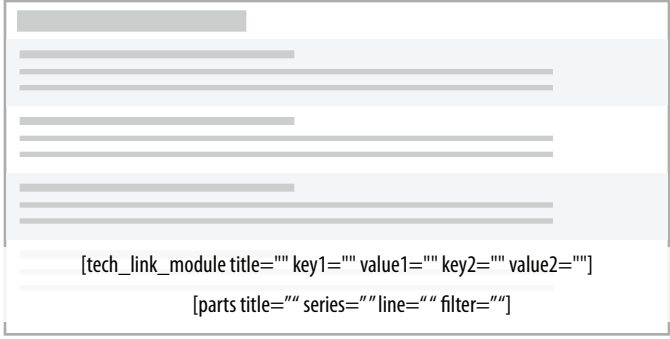 [tech_link_module title="" key1="" value1="" key2="" value2=""]
[parts title=”“ series=”” line=”“ filter=”“]